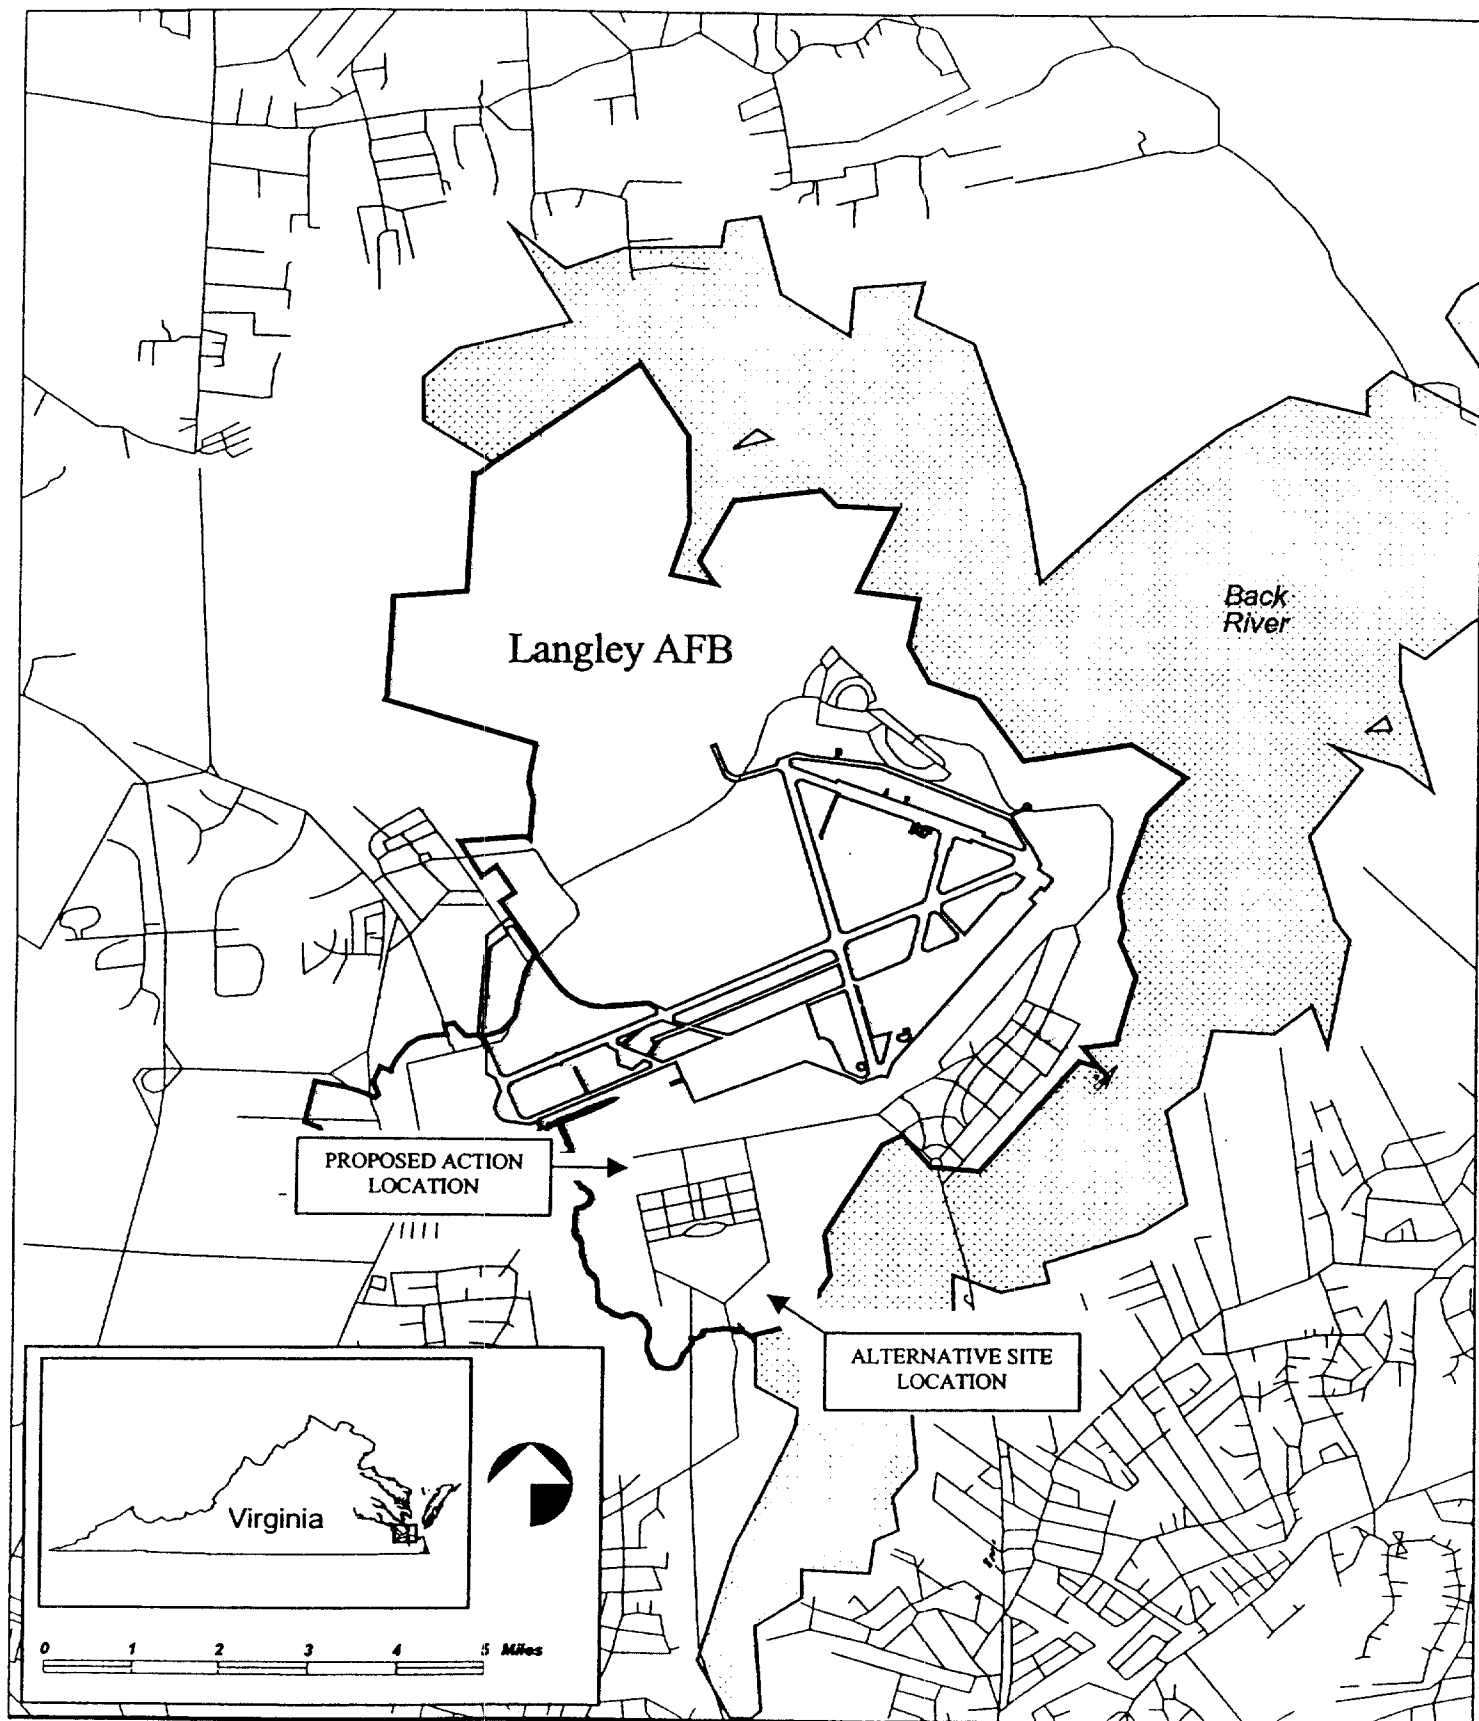 Back
River
Langley AFB
PROPOSED ACTION
LOCATION
ALTERNATIVE SITE
LOCATION
Virginia
0 1 2 3 4 5 Miles